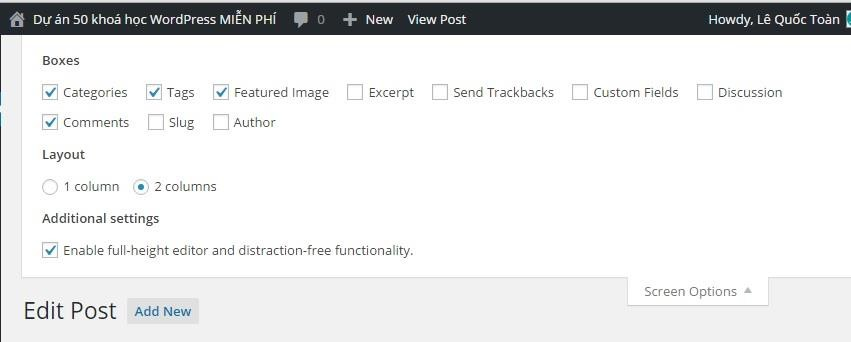 Dự án 50 khoá học WordPress MIỄN PHÍ 0 New View Post Howdy, Lê Quốc Toàn
Boxes
Categories Tags Featured Image Excerpt Send Trackbacks Custom Fields Discussion
Comments Slug Author
Layout
1 column 2 columns
Additional settings
Enable full-height editor and distraction-free functionality.
Screen Options
Edit Post Add New